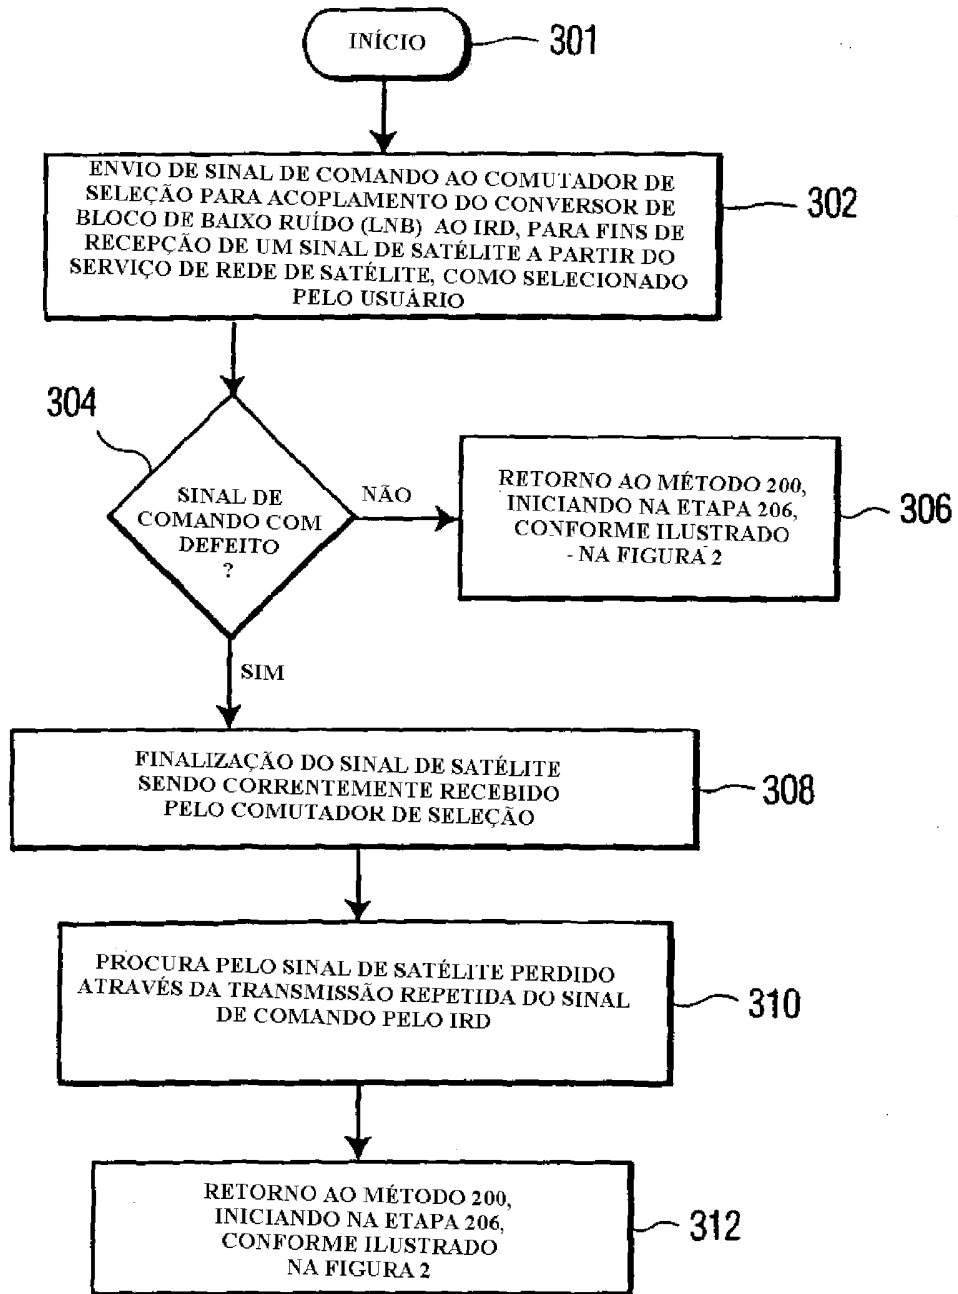 INÍCIO
301
ENVIO DE SINAL DE COMANDO AO COMUTADOR DE
SELEÇÃO PARA ACOPLAMENTO DO CONVERSOR DE
BLOCO DE BAIXO RUÍDO (LNB) AO IRD, PARA FINS DE
RECEPÇÃO DE UM SINAL DE SATÉLITE A PARTIR DO
SERVIÇO DE REDE DE SATÉLITE, COMO SELECIONADO
PELO USUÁRIO
302
304
SINAL DE
COMANDO COM
DEFEITO
?
NÃO
RETORNO AO MÉTODO 200,
INICIANDO NA ETAPA 206,
CONFORME ILUSTRADO
NA FIGURA 2
306
SIM
FINALIZAÇÃO DO SINAL DE SATÉLITE
SENDO CORRENTEMENTE RECEBIDO
PELO COMUTADOR DE SELEÇÃO
308
PROCURA PELO SINAL DE SATÉLITE PERDIDO
ATRAVÉS DA TRANSMISSÃO REPETIDA DO SINAL
DE COMANDO PELO IRD
310
RETORNO AO MÉTODO 200,
INICIANDO NA ETAPA 206,
CONFORME ILUSTRADO
NA FIGURA 2
312